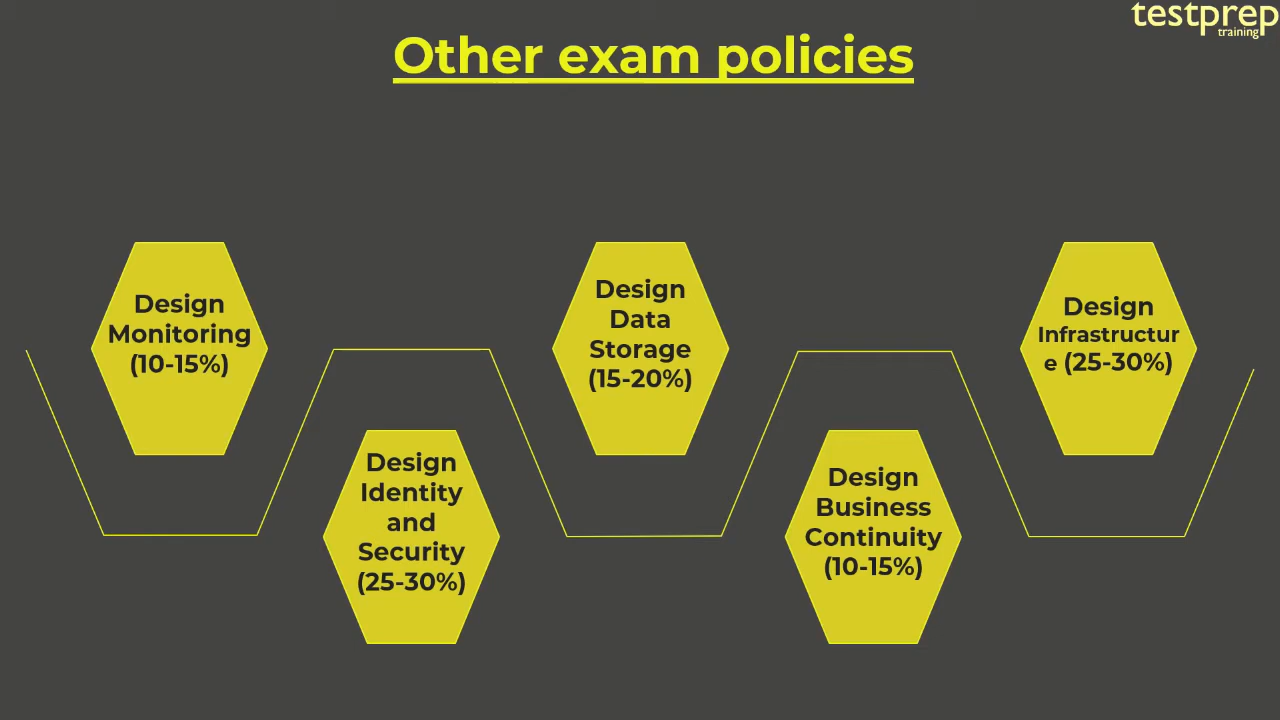 testprep
training
Other exam policies
Design
Monitoring
(10-15%)
Design
Identity
and
Security
(25-30%)
Design
Data
Storage
(15-20%)
Design
Business
Continuity
(10-15%)
Design
Infrastructur
e (25-30%)